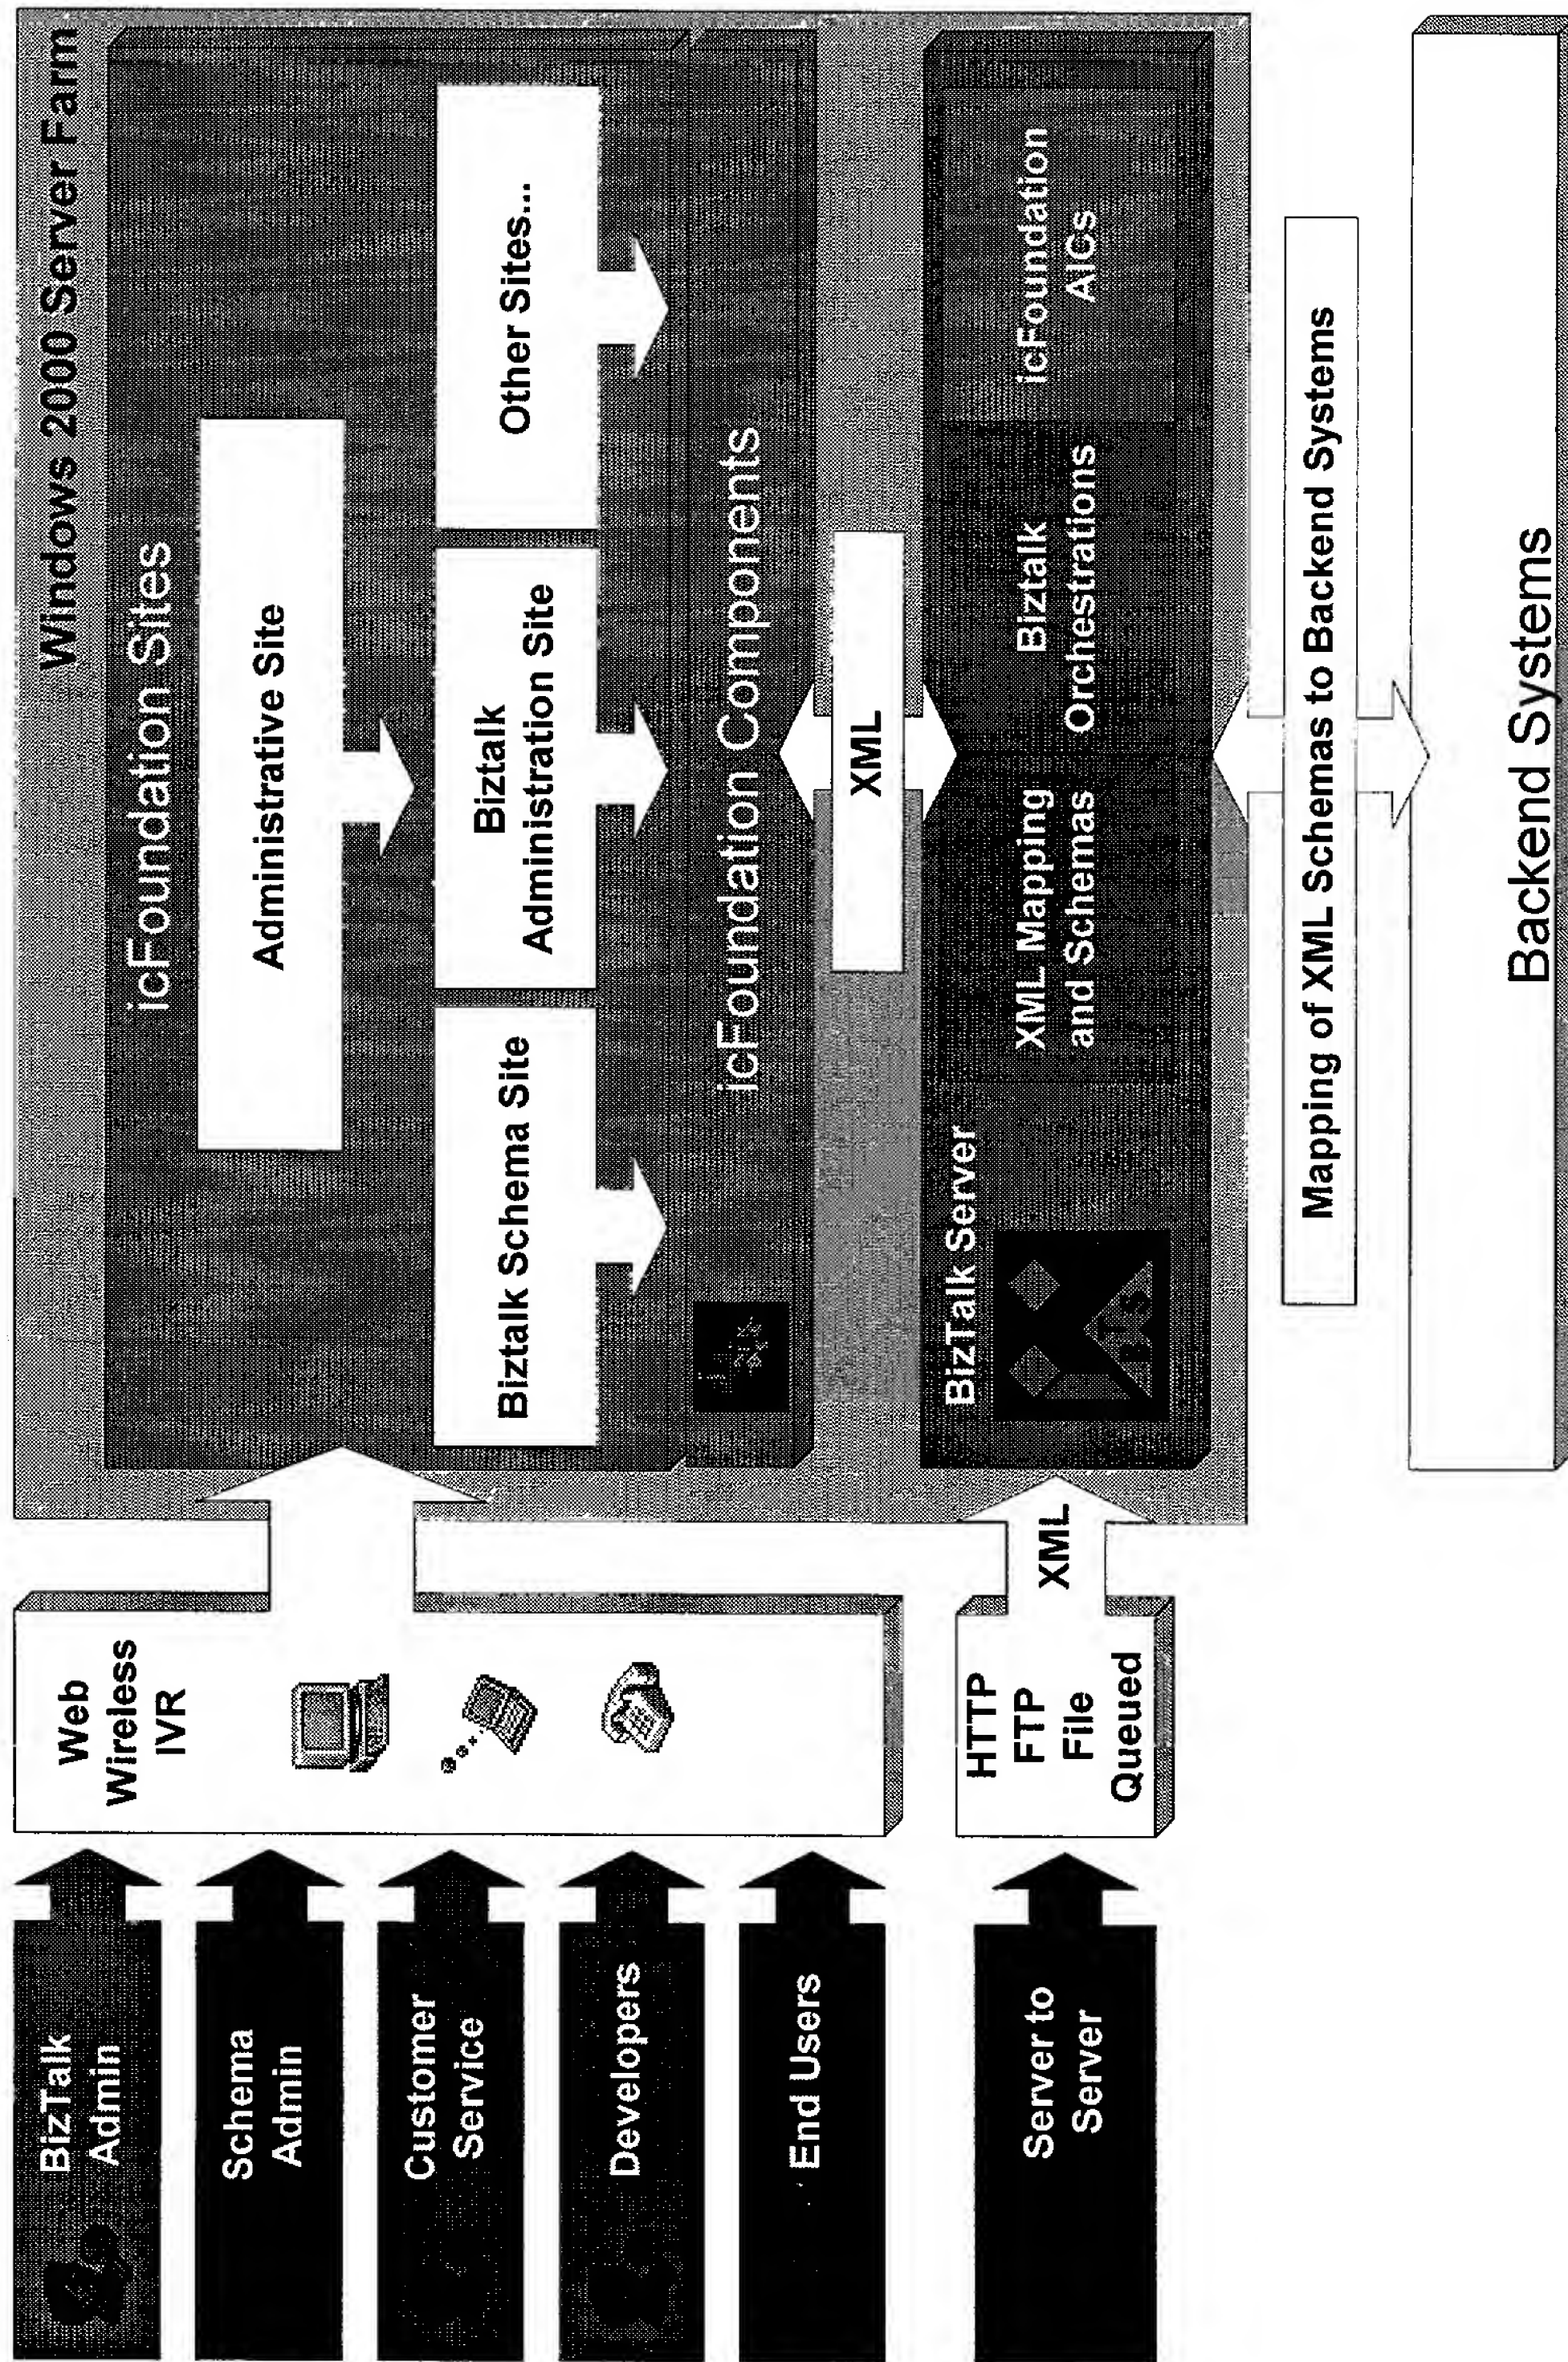 BizTalk
Admin
Schema
Admin
Customer
Service
Developers
End Users
Server to
Server
Web
Wireless
IVR
HTTP
FTP
File
Queued
XML
Windows 2000 Server Farm
icFoundation Sites
Administrative Site
Biztalk Schema Site
Biztalk
Administration Site
Other Sites...
icFoundation Components
XML
BizTalk Server
BTS
XML Mapping
and Schemas
Biztalk
Orchestrations
icFoundation
AICs
Mapping of XML Schemas to Backend Systems
Backend Systems